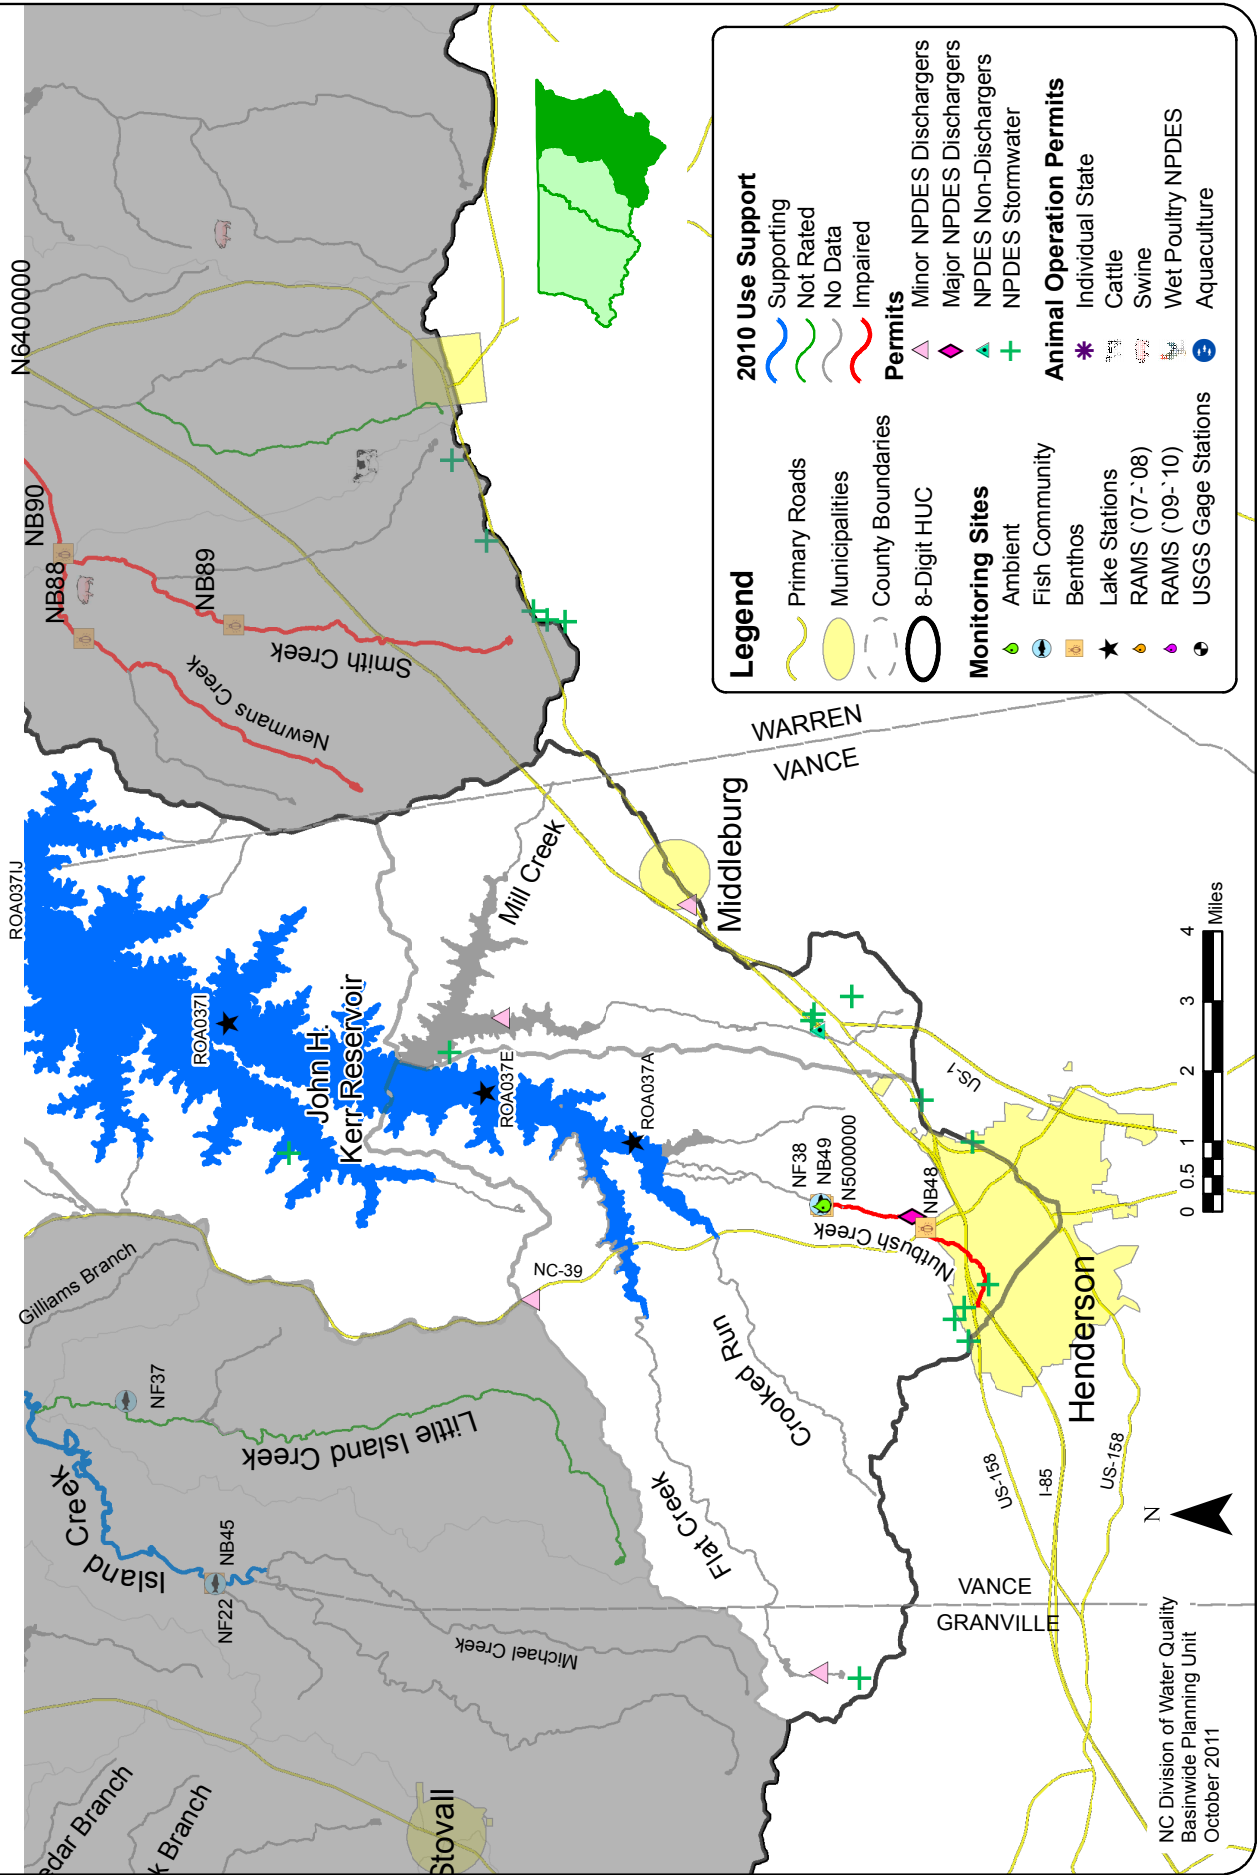 N6400000
NB90
NB88
NB89
Smith Creek
Newmans Creek
ROA037IJ
ROA037I
John H.
Kerr Reservoir
ROA037E
ROA037A
Mill Creek
Middleburg
WARREN
VANCE
Gilliams Branch
NC-39
NF37
Little Island Creek
Island
Creek
NB45
NF22
Michael Creek
edar Branch
k Branch
Stovall
Flat Creek
Crooked Run
NF38
NB49
N5000000
NB48
Nutbush Creek
US-1
Henderson
US-158
I-85
US-158
VANCE
GRANVILLE
N
0 0.5 1 2 3 4
Miles
NC Division of Water Quality
Basinwide Planning Unit
October 2011
Legend
Primary Roads
Municipalities
County Boundaries
8-Digit HUC
Monitoring Sites
Ambient
Fish Community
Benthos
Lake Stations
RAMS (`07-`08)
RAMS (`09-`10)
USGS Gage Stations
2010 Use Support
Supporting
Not Rated
No Data
Impaired
Permits
Minor NPDES Dischargers
Major NPDES Dischargers
NPDES Non-Dischargers
NPDES Stormwater
Animal Operation Permits
Individual State
Cattle
Swine
Wet Poultry NPDES
Aquaculture